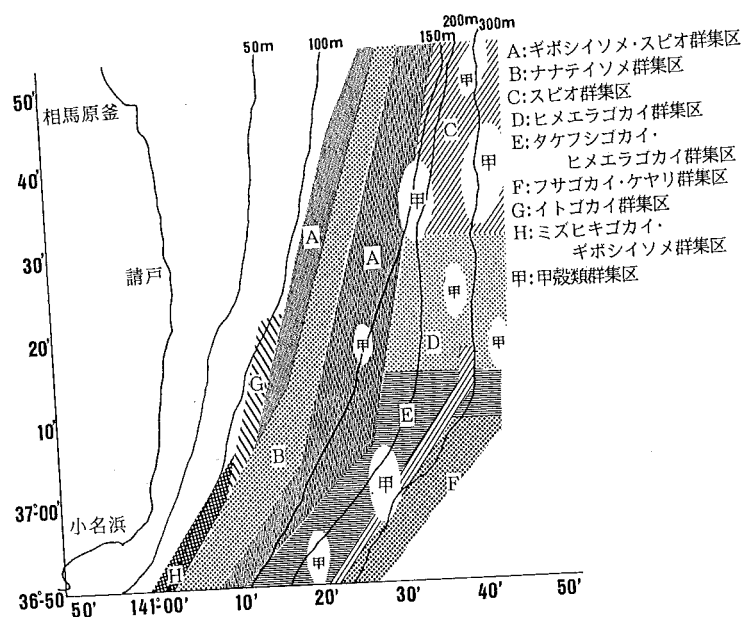 50m
100m
150m
200m
300m
A:ギボシイソメ・スピオ群集区
B:ナナテイソメ群集区
C:スピオ群集区
D:ヒメエラゴカイ群集区
E:タケフシゴカイ・
ヒメエラゴカイ群集区
F:フサゴカイ・ケヤリ群集区
G:イトゴカイ群集区
H:ミズヒキゴカイ・
ギボシイソメ群集区
甲:甲殻類群集区
50'
相馬原釜
40'
30'
請戸
20'
10'
37°00'
小名浜
36°50'
50'
141°00'
10'
20'
30'
40'
50'
甲
C
甲
甲
A
A
甲
甲
D
甲
G
E
B
甲
F
甲
H